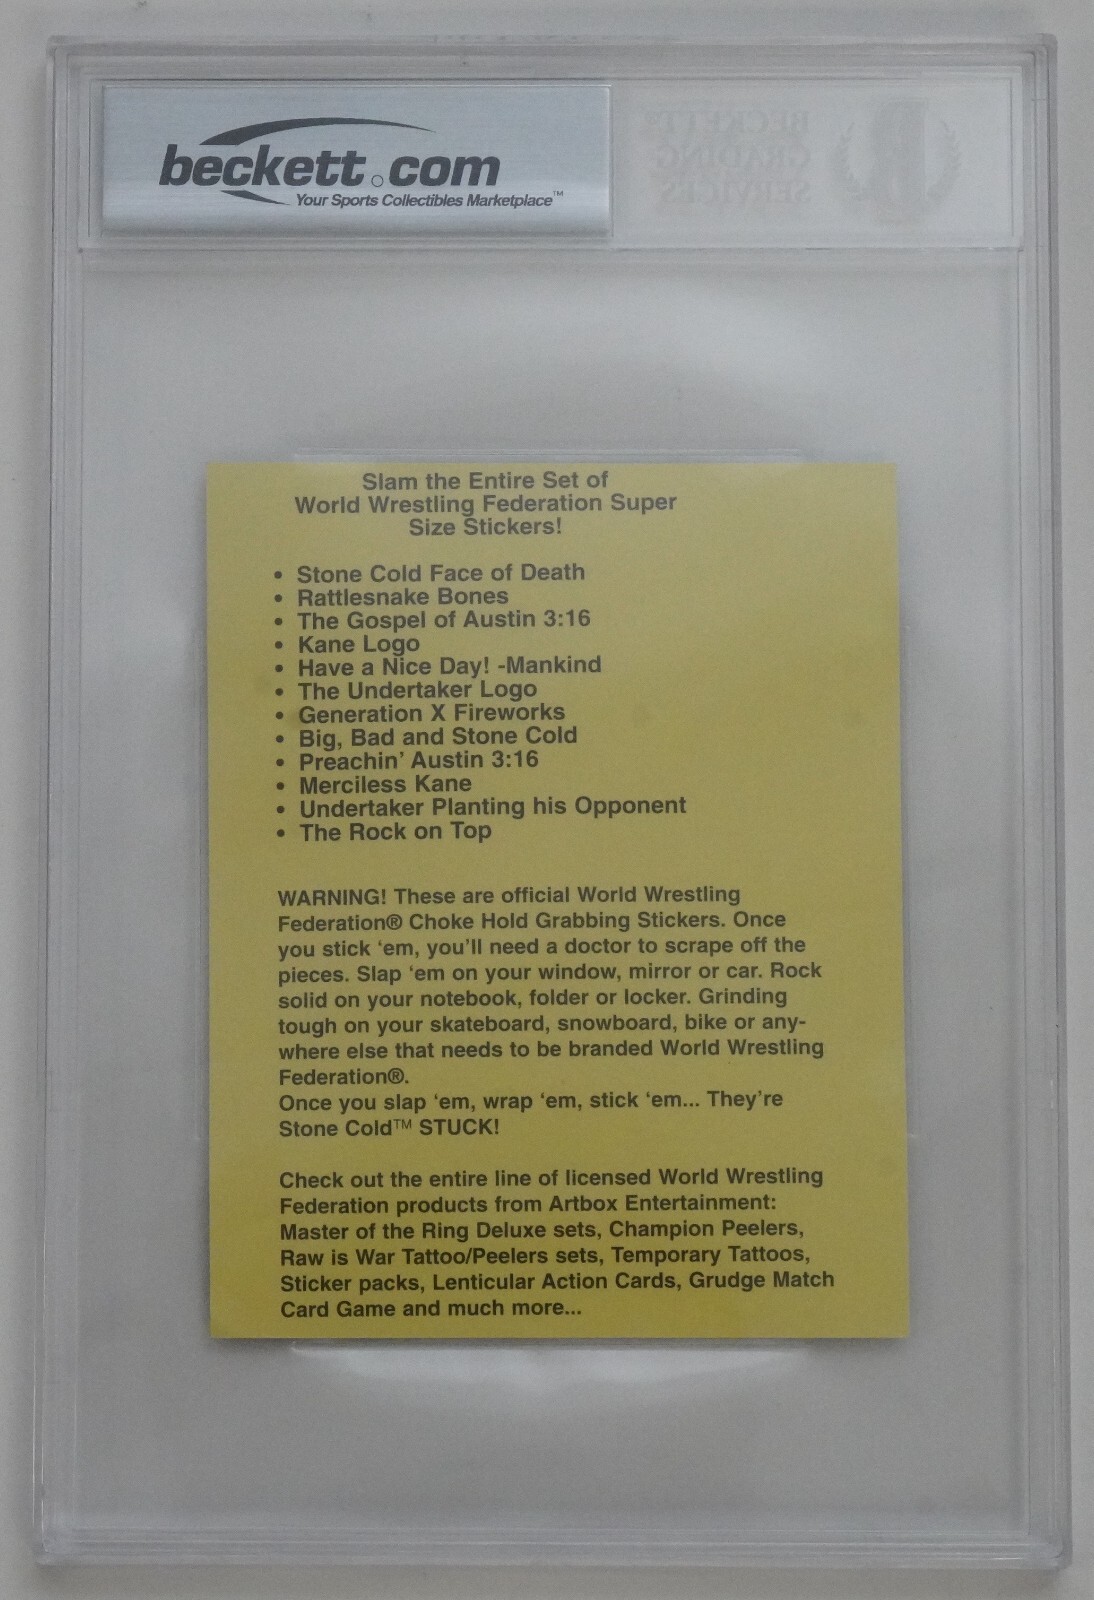 beckett.com
Your Sports Collectibles Marketplace™
BECKETT®
GRADING
SERVICES
Slam the Entire Set of
World Wrestling Federation Super
Size Stickers!
• Stone Cold Face of Death
• Rattlesnake Bones
• The Gospel of Austin 3:16
• Kane Logo
• Have a Nice Day! -Mankind
• The Undertaker Logo
• Generation X Fireworks
• Big, Bad and Stone Cold
• Preachin' Austin 3:16
• Merciless Kane
• Undertaker Planting his Opponent
• The Rock on Top
WARNING! These are official World Wrestling
Federation® Choke Hold Grabbing Stickers. Once
you stick 'em, you'll need a doctor to scrape off the
pieces. Slap 'em on your window, mirror or car. Rock
solid on your notebook, folder or locker. Grinding
tough on your skateboard, snowboard, bike or any-
where else that needs to be branded World Wrestling
Federation®.
Once you slap 'em, wrap 'em, stick 'em... They're
Stone Cold™ STUCK!
Check out the entire line of licensed World Wrestling
Federation products from Artbox Entertainment:
Master of the Ring Deluxe sets, Champion Peelers,
Raw is War Tattoo/Peelers sets, Temporary Tattoos,
Sticker packs, Lenticular Action Cards, Grudge Match
Card Game and much more...